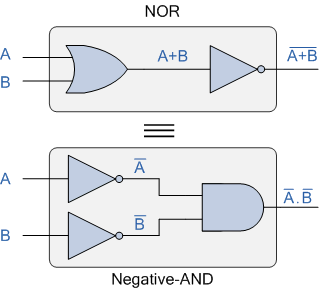 NOR
A
B
A+B
A̅+̅B̅
A
B
A̅
B̅
A̅.B̅
Negative-AND